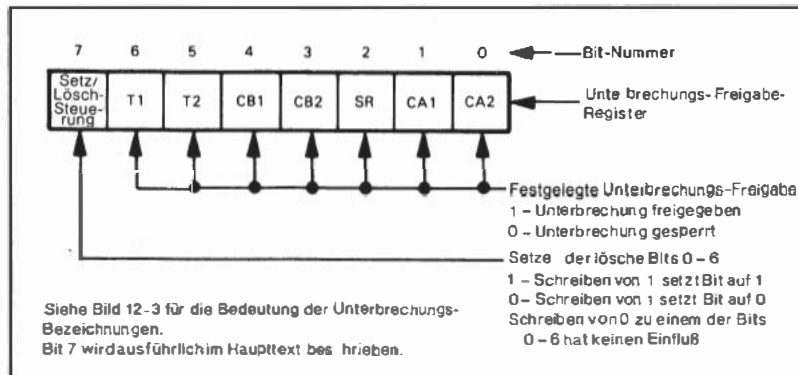 7 6 5 4 3 2 1 0 Bit-Nummer
Setz/
Lösch-
Steue-
rung
T1 T2 CB1 CB2 SR CA1 CA2
Unte brechungs-Freigabe-
Register
Festgelegte Unterbrechungs-Freigabe
1 - Unterbrechung freigegeben
0 - Unterbrechung gesperrt
Setze der lösche Bits 0-6
1 - Schreiben von 1 setzt Bit auf 1
0 - Schreiben von 1 setzt Bit auf 0
Schreiben von 0 zu einem der Bits
0-6 hat keinen Einfluß
Siehe Bild 12-3 für die Bedeutung der Unterbrechungs-
Bezeichnungen.
Bit 7 wird ausführlich im Haupttext bes hrieben.